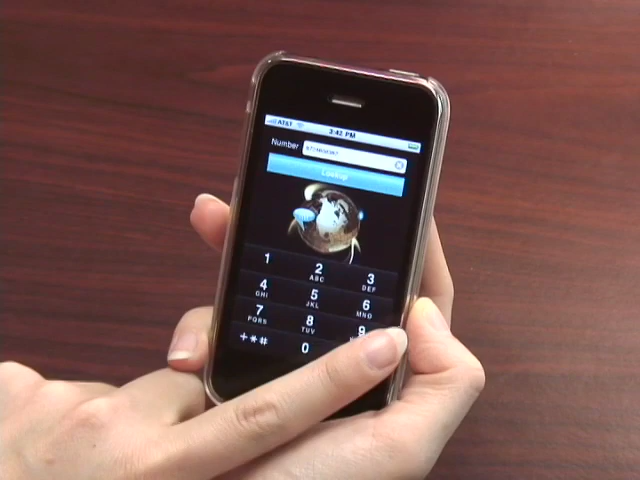 AT&T 3:42 PM
Number
Lookup
1 2 3
ABC DEF
4 5 6
GHI JKL MNO
7 8 9
PQRS TUV
+*# 0